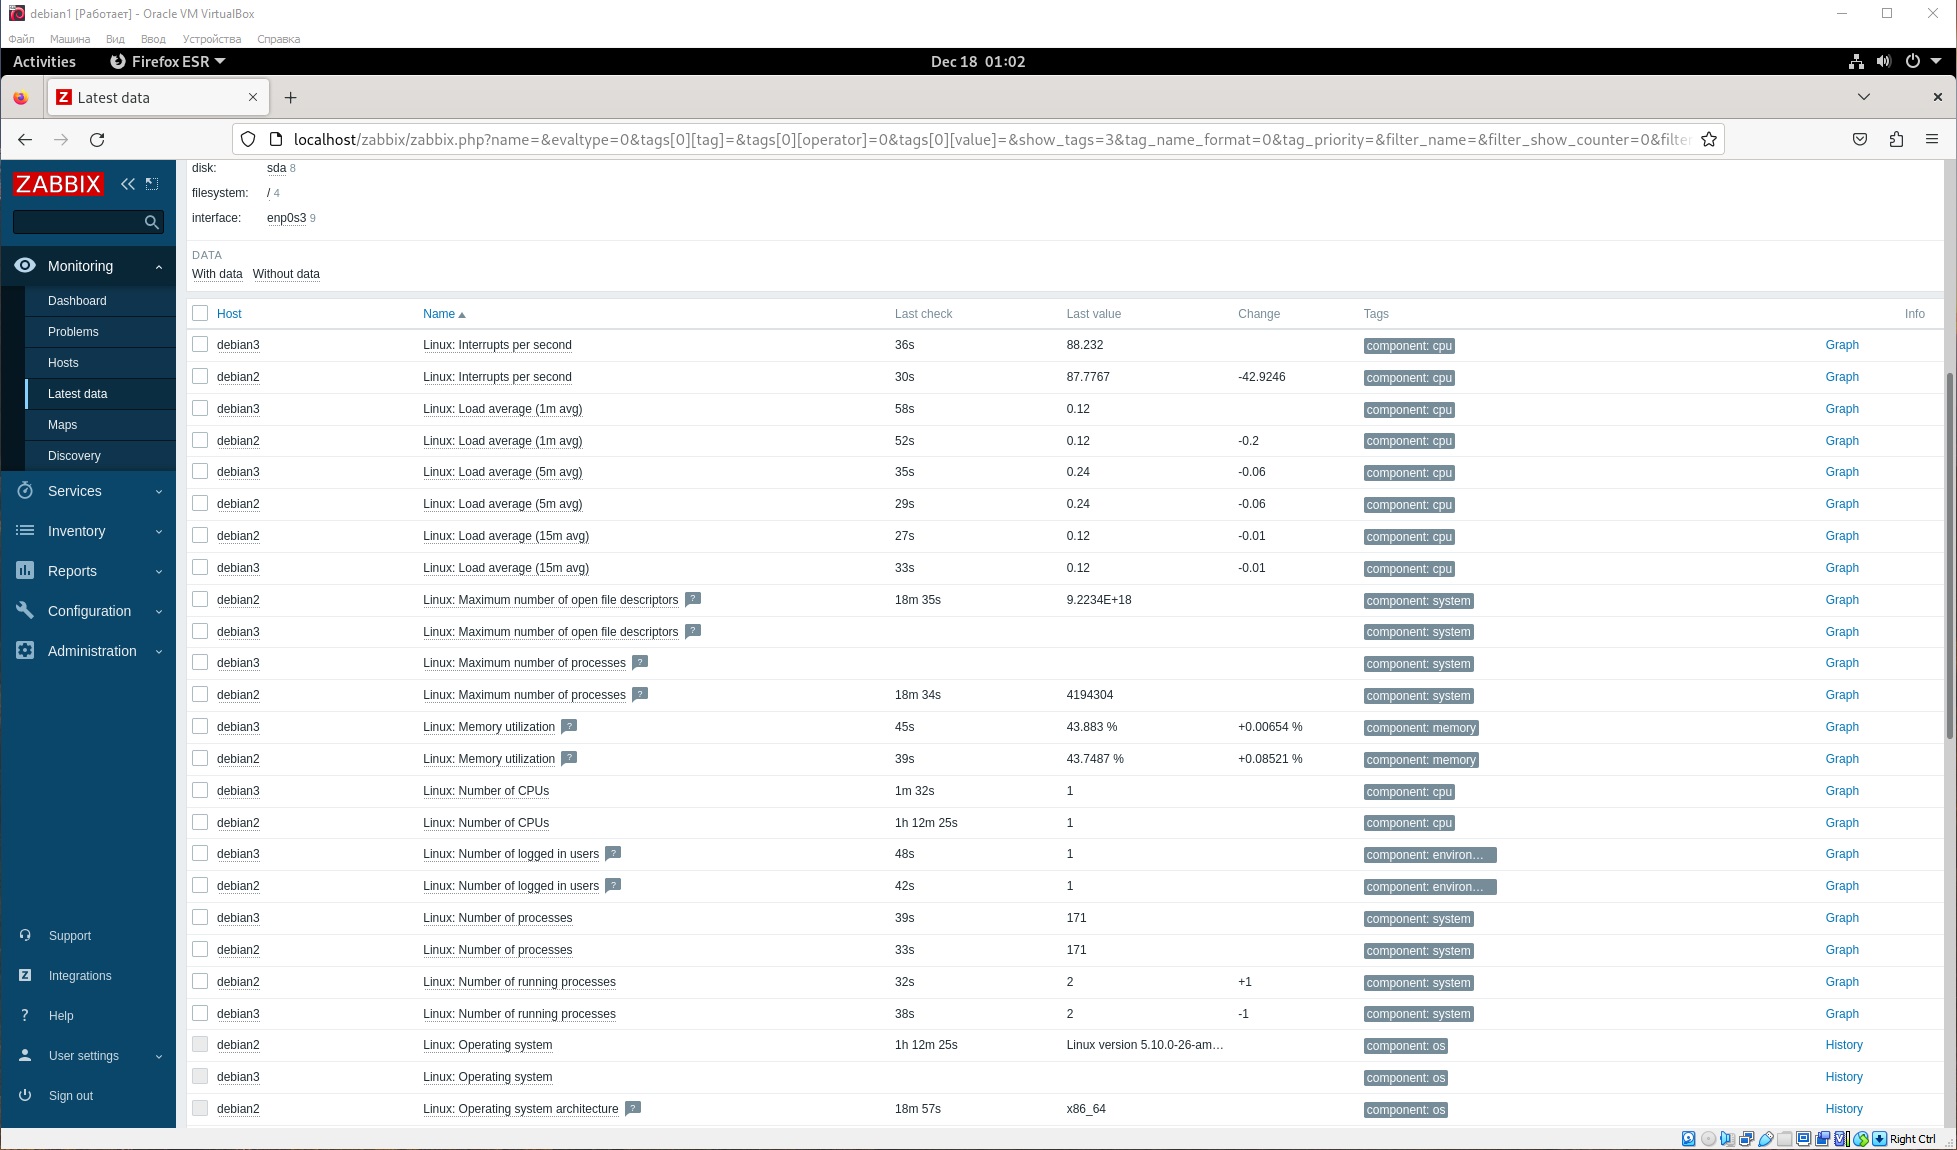 debian1 [Работает] - Oracle VM VirtualBox
Файл Машина Вид Ввод Устройства Справка
Activities Firefox ESR Dec 18 01:02
Z Latest data
localhost/zabbix/zabbix.php?name=&evaltype=0&tags[0][tag]=&tags[0][operator]=0&tags[0][value]=&show_tags=3&tag_name_format=0&tag_priority=&filter_name=&filter_show_counter=0&filter
ZABBIX
Monitoring
Dashboard
Problems
Hosts
Latest data
Maps
Discovery
Services
Inventory
Reports
Configuration
Administration
Support
Z Integrations
? Help
User settings
Sign out
disk: sda 8
filesystem: / 4
interface: enp0s3 9
DATA
With data Without data
Host Name Last check Last value Change Tags Info
debian3 Linux: Interrupts per second 36s 88.232 component: cpu Graph
debian2 Linux: Interrupts per second 30s 87.7767 -42.9246 component: cpu Graph
debian3 Linux: Load average (1m avg) 58s 0.12 component: cpu Graph
debian2 Linux: Load average (1m avg) 52s 0.12 -0.2 component: cpu Graph
debian3 Linux: Load average (5m avg) 35s 0.24 -0.06 component: cpu Graph
debian2 Linux: Load average (5m avg) 29s 0.24 -0.06 component: cpu Graph
debian2 Linux: Load average (15m avg) 27s 0.12 -0.01 component: cpu Graph
debian3 Linux: Load average (15m avg) 33s 0.12 -0.01 component: cpu Graph
debian2 Linux: Maximum number of open file descriptors ? 18m 35s 9.2234E+18 component: system Graph
debian3 Linux: Maximum number of open file descriptors ? component: system Graph
debian3 Linux: Maximum number of processes ? component: system Graph
debian2 Linux: Maximum number of processes ? 18m 34s 4194304 component: system Graph
debian3 Linux: Memory utilization ? 45s 43.883 % +0.00654 % component: memory Graph
debian2 Linux: Memory utilization ? 39s 43.7487 % +0.08521 % component: memory Graph
debian3 Linux: Number of CPUs 1m 32s 1 component: cpu Graph
debian2 Linux: Number of CPUs 1h 12m 25s 1 component: cpu Graph
debian3 Linux: Number of logged in users ? 48s 1 component: environ... Graph
debian2 Linux: Number of logged in users ? 42s 1 component: environ... Graph
debian3 Linux: Number of processes 39s 171 component: system Graph
debian2 Linux: Number of processes 33s 171 component: system Graph
debian2 Linux: Number of running processes 32s 2 +1 component: system Graph
debian3 Linux: Number of running processes 38s 2 -1 component: system Graph
debian2 Linux: Operating system 1h 12m 25s Linux version 5.10.0-26-am... component: os History
debian3 Linux: Operating system component: os History
debian2 Linux: Operating system architecture ? 18m 57s x86_64 component: os History
Right Ctrl